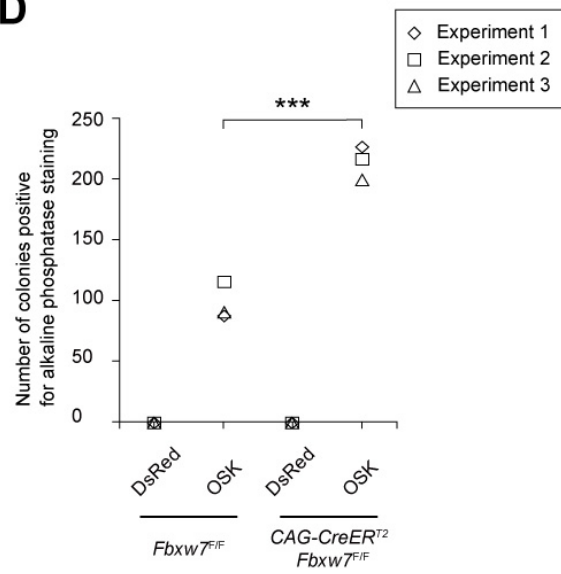 D
Experiment 1
Experiment 2
Experiment 3
***
Number of colonies positive
for alkaline phosphatase staining
250
200
150
100
50
0
DsRed
OSK
DsRed
OSK
Fbxw7F/F
CAG-CreERT2
Fbxw7F/F